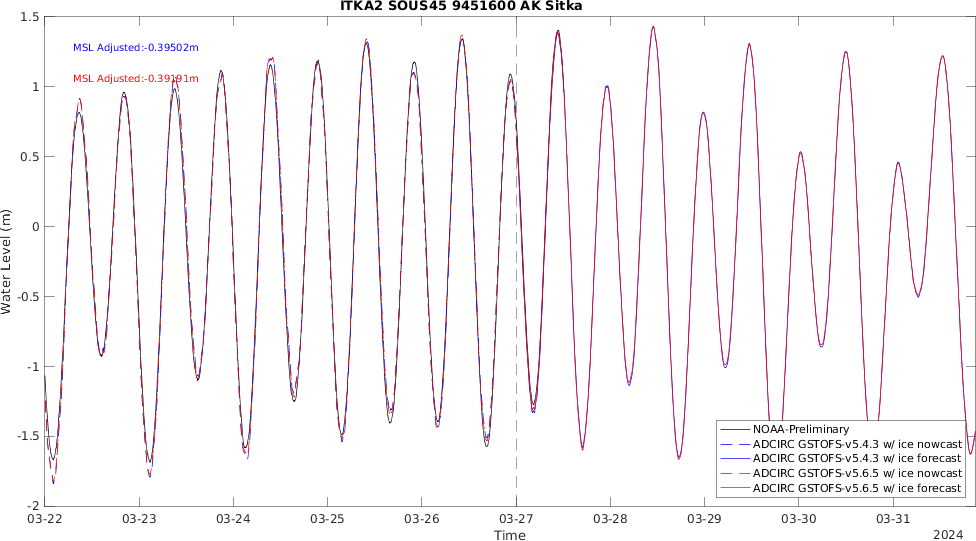 ITKA2 SOUS45 9451600 AK Sitka
MSL Adjusted:-0.39502m
MSL Adjusted:-0.39191m
Water Level (m)
1.5
1
0.5
0
-0.5
-1
-1.5
-2
NOAA-Preliminary
ADCIRC GSTOFS-v5.4.3 w/ ice nowcast
ADCIRC GSTOFS-v5.4.3 w/ ice forecast
ADCIRC GSTOFS-v5.6.5 w/ ice nowcast
ADCIRC GSTOFS-v5.6.5 w/ ice forecast
03-22 03-23 03-24 03-25 03-26 03-27 03-28 03-29 03-30 03-31
Time
2024